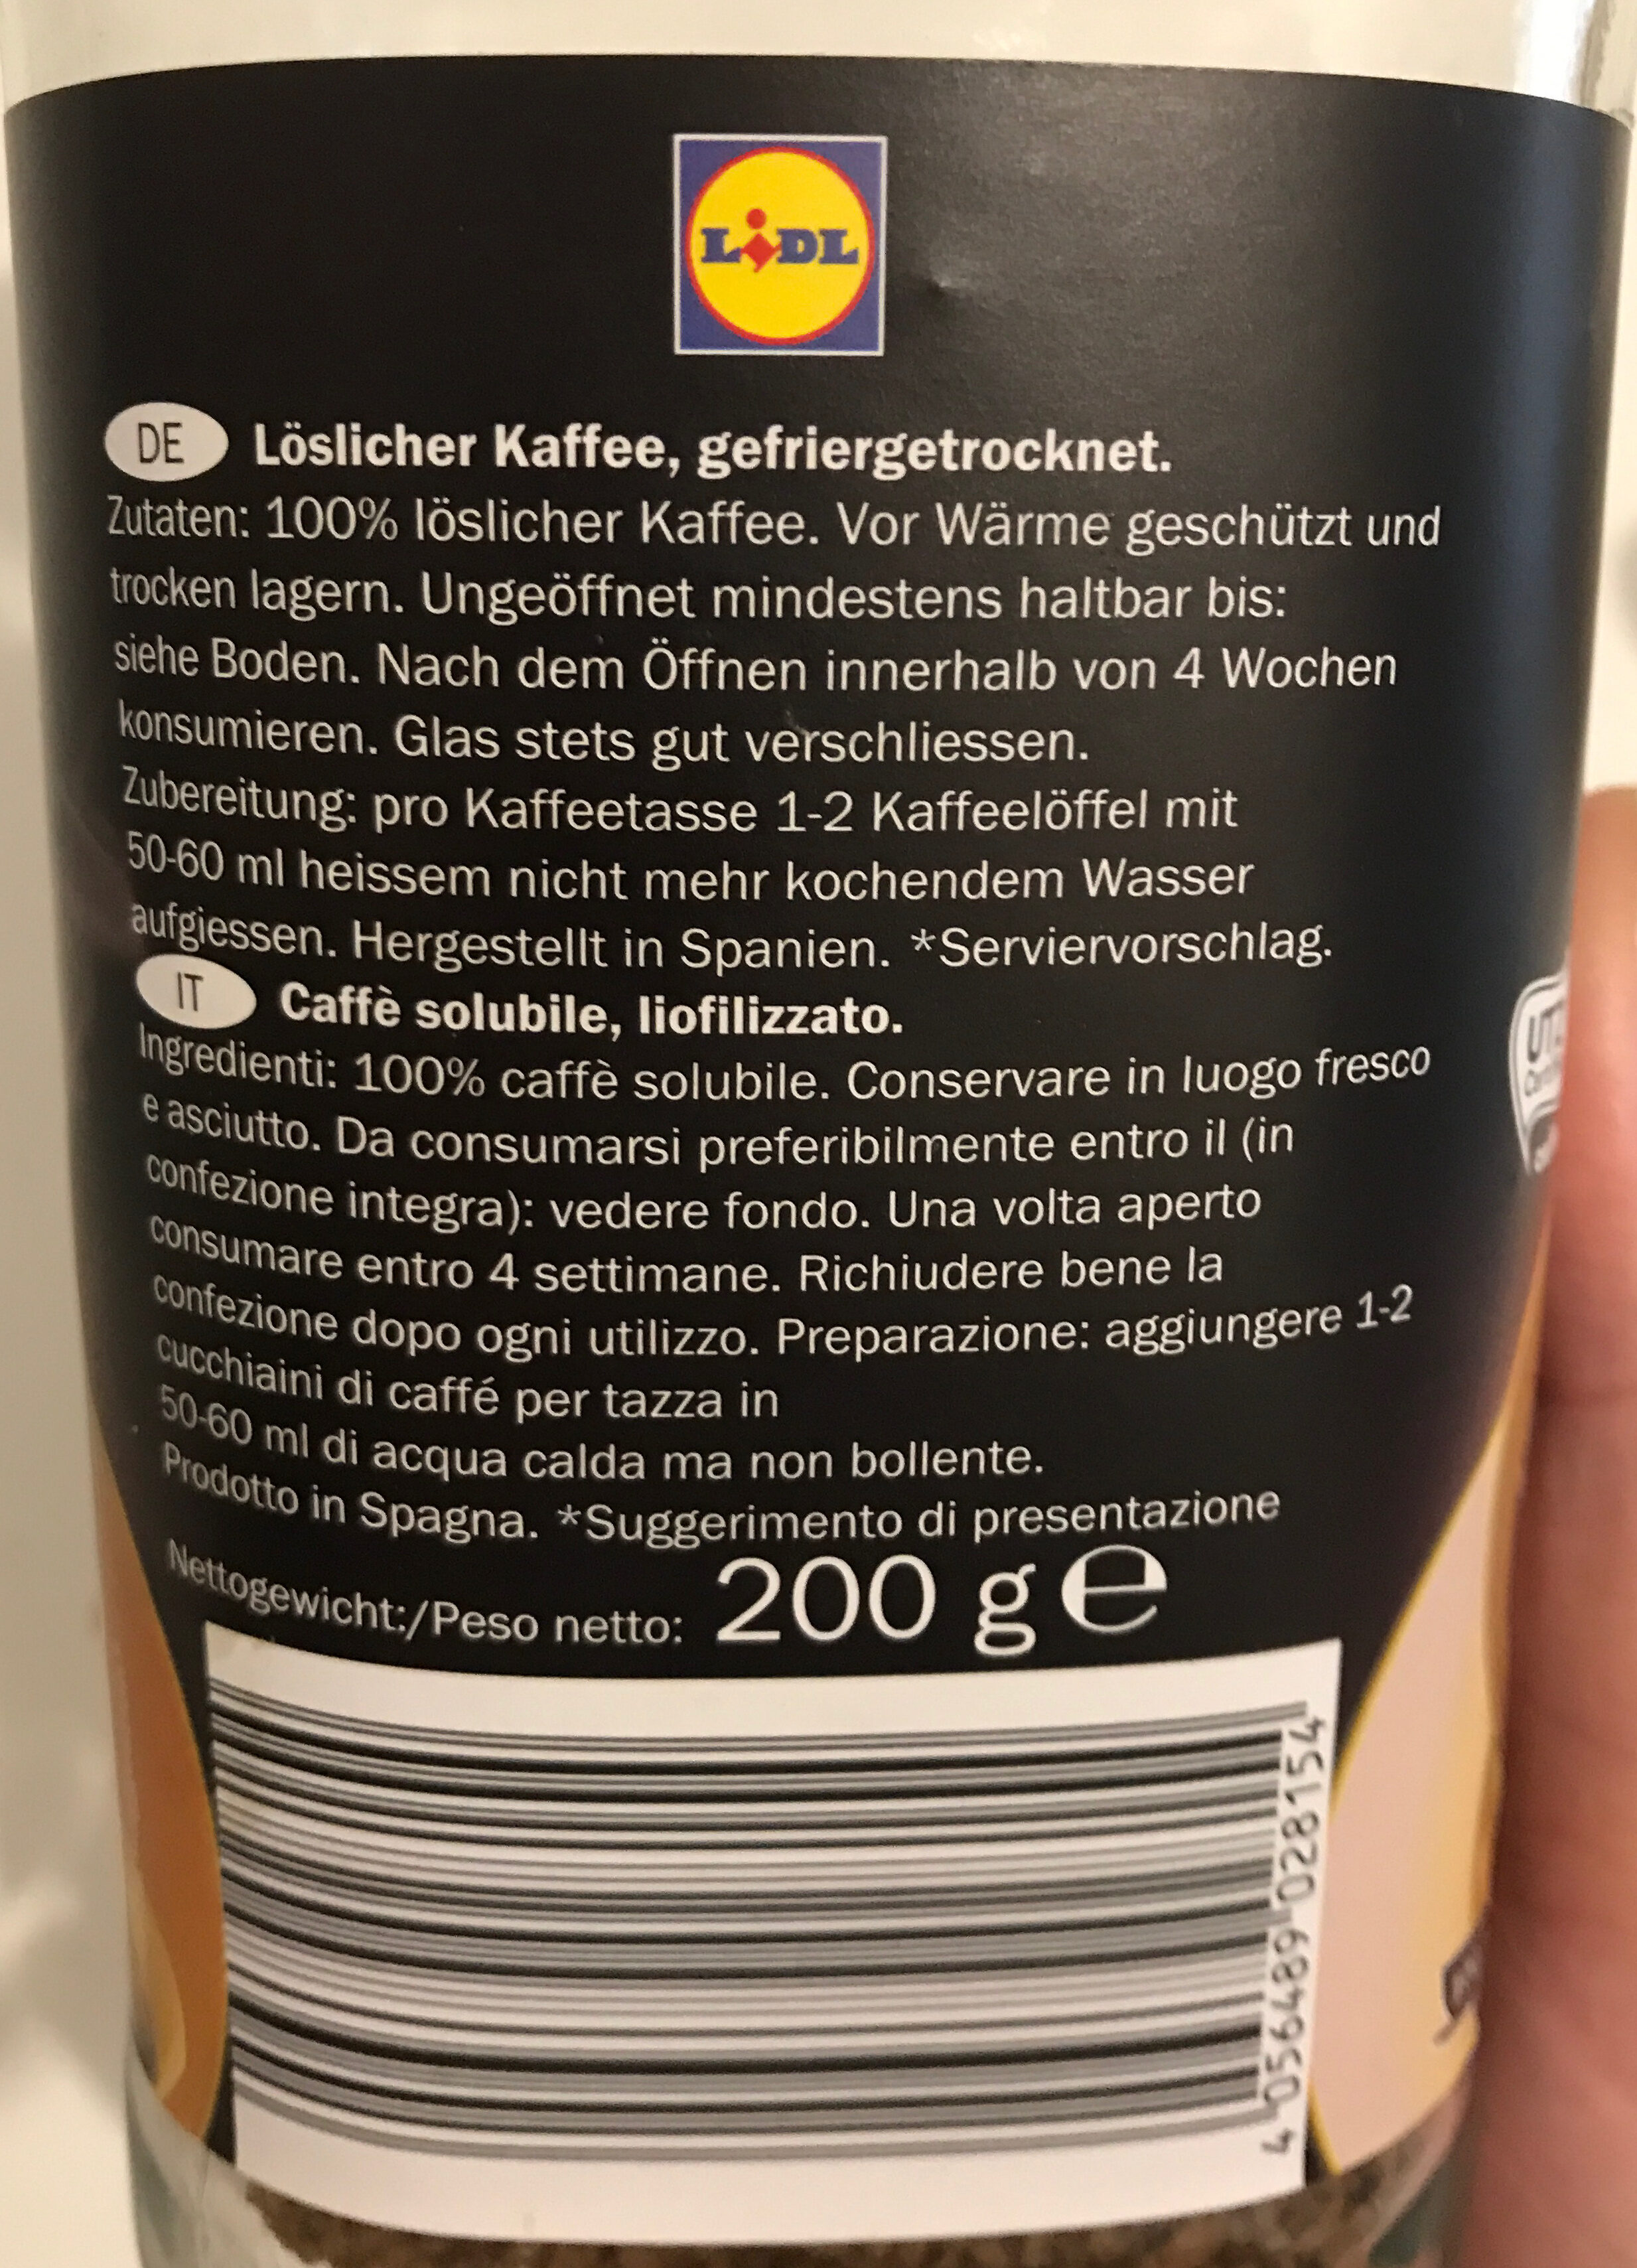 LIDL
DE Löslicher Kaffee, gefriergetrocknet.
Zutaten: 100% löslicher Kaffee. Vor Wärme geschützt und
trocken lagern. Ungeöffnet mindestens haltbar bis:
siehe Boden. Nach dem Öffnen innerhalb von 4 Wochen
konsumieren. Glas stets gut verschliessen.
Zubereitung: pro Kaffeetasse 1-2 Kaffeelöffel mit
50-60 ml heissem nicht mehr kochendem Wasser
aufgiessen. Hergestellt in Spanien. *Serviervorschlag.
IT Caffè solubile, liofilizzato.
Ingredienti: 100% caffè solubile. Conservare in luogo fresco
e asciutto. Da consumarsi preferibilmente entro il (in
confezione integra): vedere fondo. Una volta aperto
consumare entro 4 settimane. Richiudere bene la
confezione dopo ogni utilizzo. Preparazione: aggiungere 1-2
cucchiaini di caffé per tazza in
50-60 ml di acqua calda ma non bollente.
Prodotto in Spagna. *Suggerimento di presentazione
Nettogewicht:/Peso netto: 200 g e
4 056489 028154